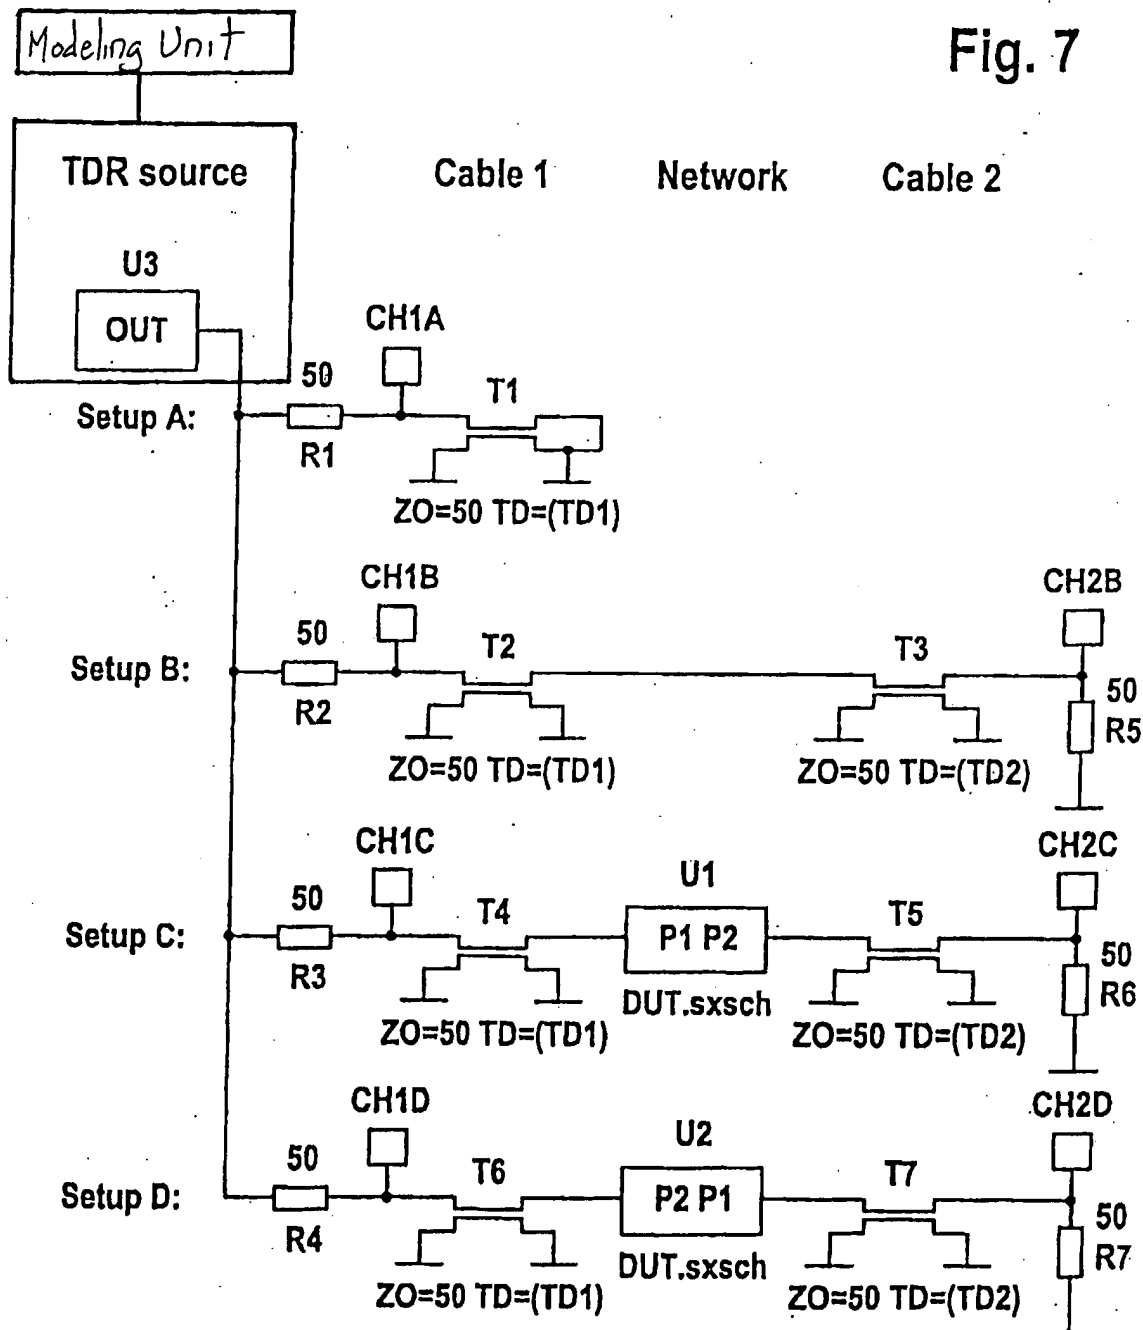 Modeling Unit
Fig. 7
TDR source
Cable 1
Network
Cable 2
U3
OUT
CH1A
50
T1
Setup A:
R1
ZO=50 TD=(TD1)
CH1B
CH2B
50
T2
T3
Setup B:
50
R2
R5
ZO=50 TD=(TD1)
ZO=50 TD=(TD2)
CH1C
CH2C
U1
50
T4
T5
Setup C:
P1 P2
50
R3
DUT.sxsch
R6
ZO=50 TD=(TD1)
ZO=50 TD=(TD2)
CH1D
CH2D
U2
50
T6
T7
Setup D:
P2 P1
50
R4
DUT.sxsch
R7
ZO=50 TD=(TD1)
ZO=50 TD=(TD2)